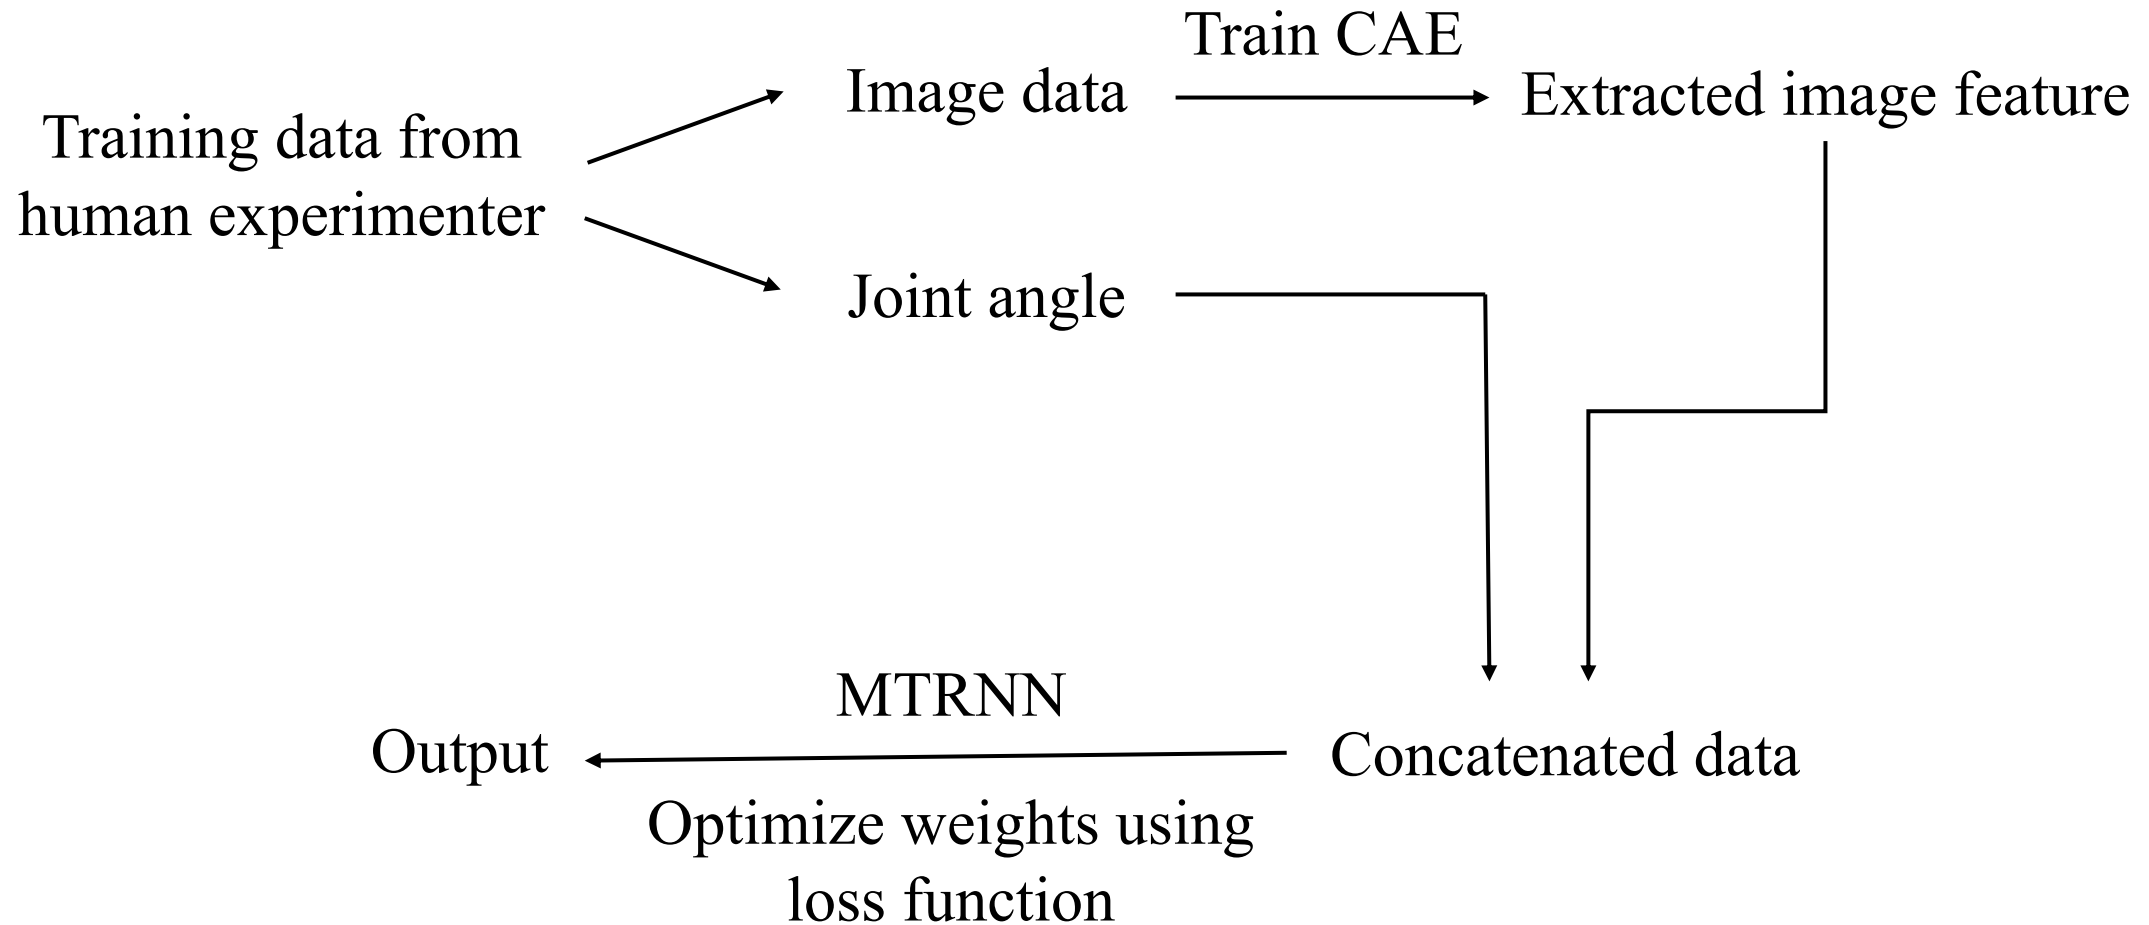 Train CAE
Image data
Extracted image feature
Training data from
human experimenter
Joint angle
MTRNN
Output
Concatenated data
Optimize weights using
loss function